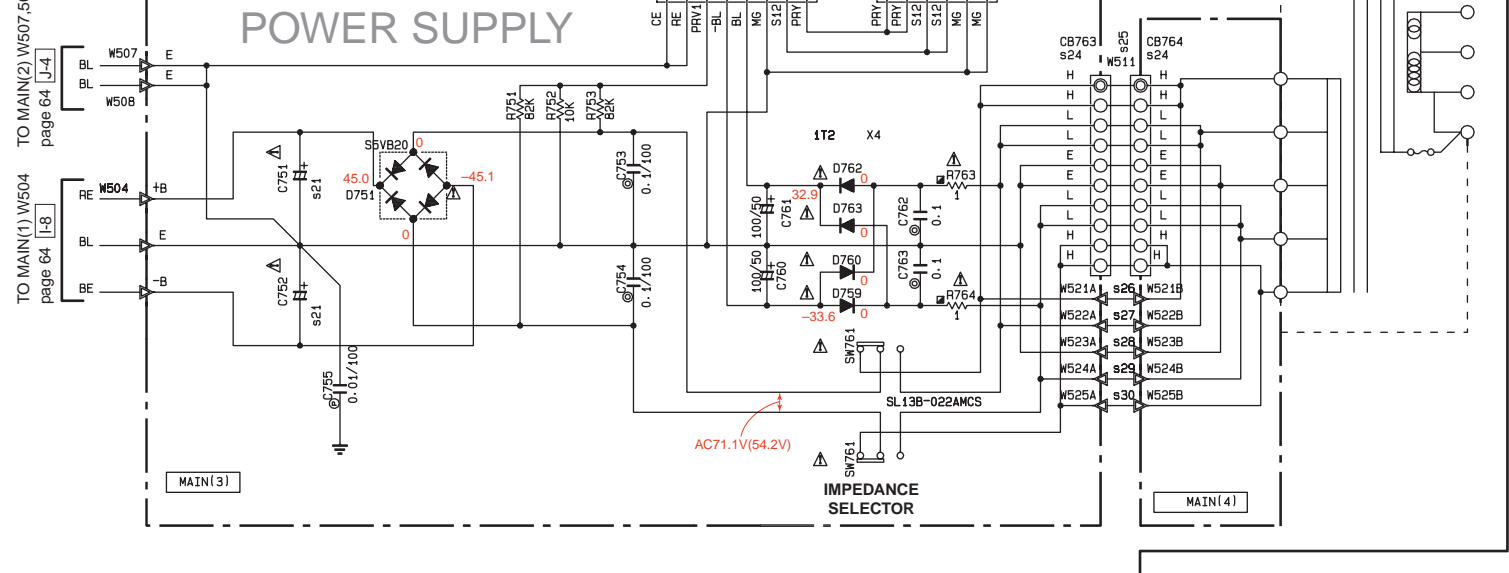 POWER SUPPLY
TO MAIN(2) W507,
page 64 J-4
BL
W507
E
BL
W508
E
TO MAIN(1) W504
page 64 I-8
RE
W504
+B
BL
E
BE
-B
CE
RE
PRV1
-BL
BL
MG
S12
PRY
PRY
PRY
S12
S12
MG
MG
R751
82K
R752
10K
R753
82K
C751
s21
C752
s21
S5VB20
0
45.0
D751
-45.1
0
C753
0.1/100
C754
0.1/100
C755
0.01/100
P
1T2 X4
D762
0
32.9
D763
0
D760
0
D759
0
-33.6
100/50
C761
100/50
C760
C762
0.1
C763
0.1
R763
1
R764
1
SW761
SL13B-022AMCS
AC71.1V(54.2V)
SW761
IMPEDANCE
SELECTOR
MAIN(3)
CB763
s24
s25
W511
CB764
s24
H H
H H
L L
L L
E E
E E
L L
L L
H H
H H
W521A s26 W521B
W522A s27 W522B
W523A s28 W523B
W524A s29 W524B
W525A s30 W525B
MAIN(4)